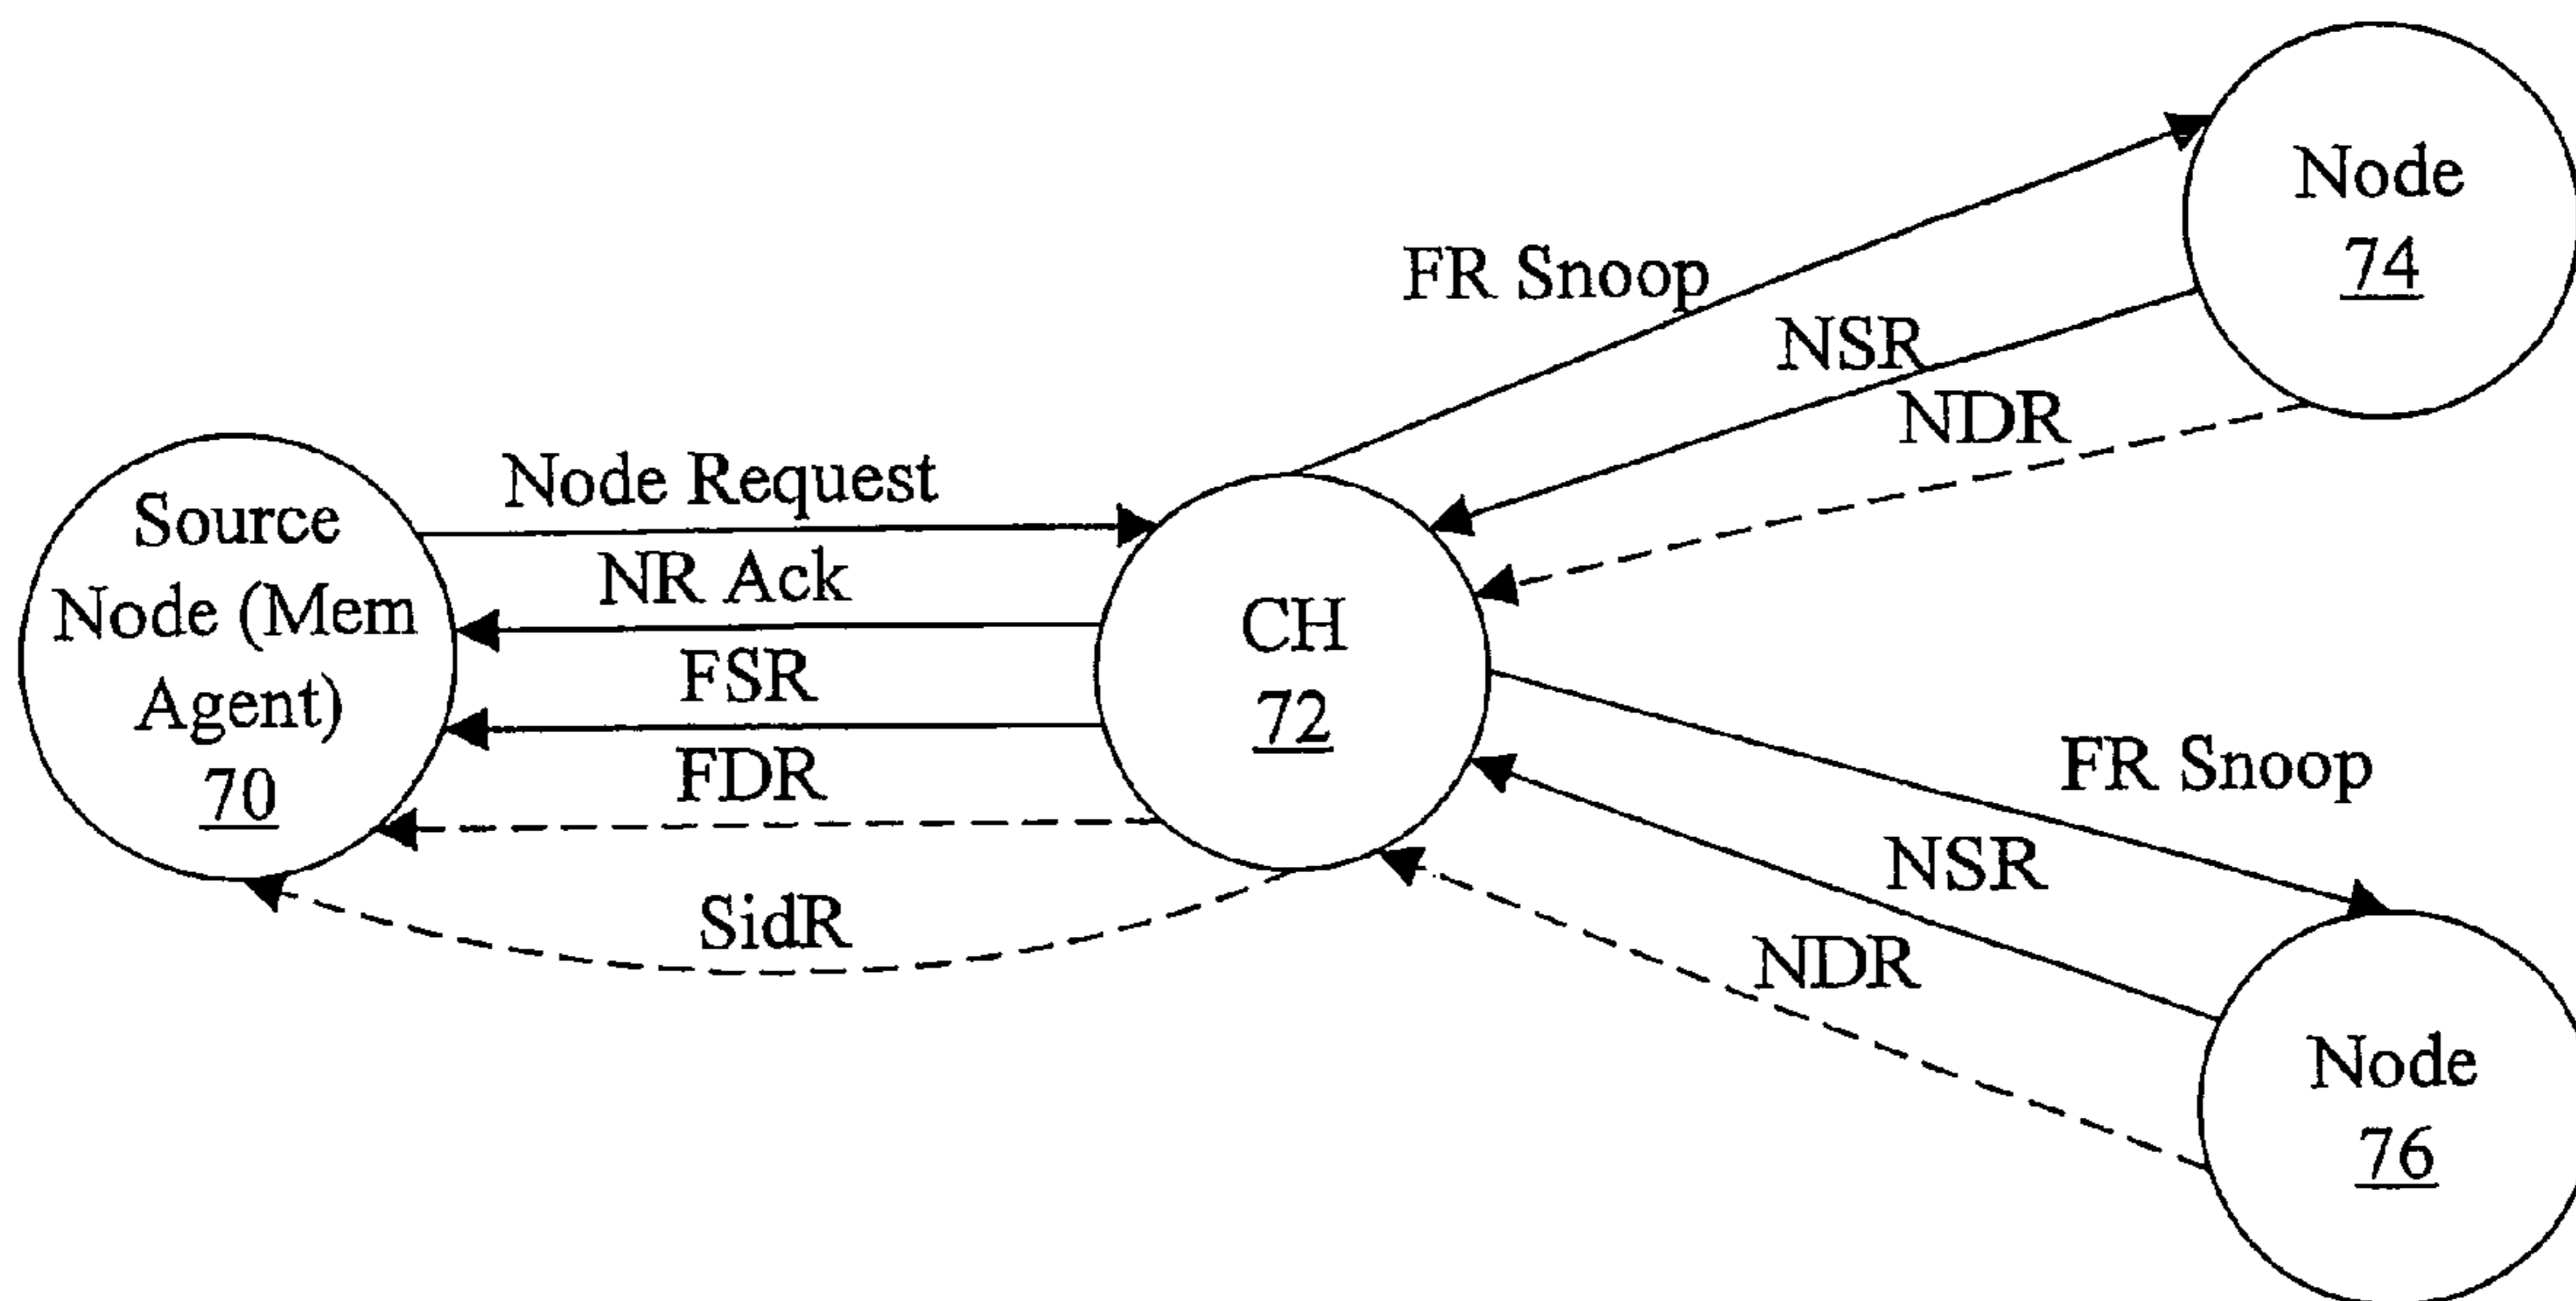 Node
74
FR Snoop
NSR
NDR
Source
Node (Mem
Agent)
70
Node Request
NR Ack
FSR
FDR
SidR
CH
72
FR Snoop
NSR
NDR
Node
76